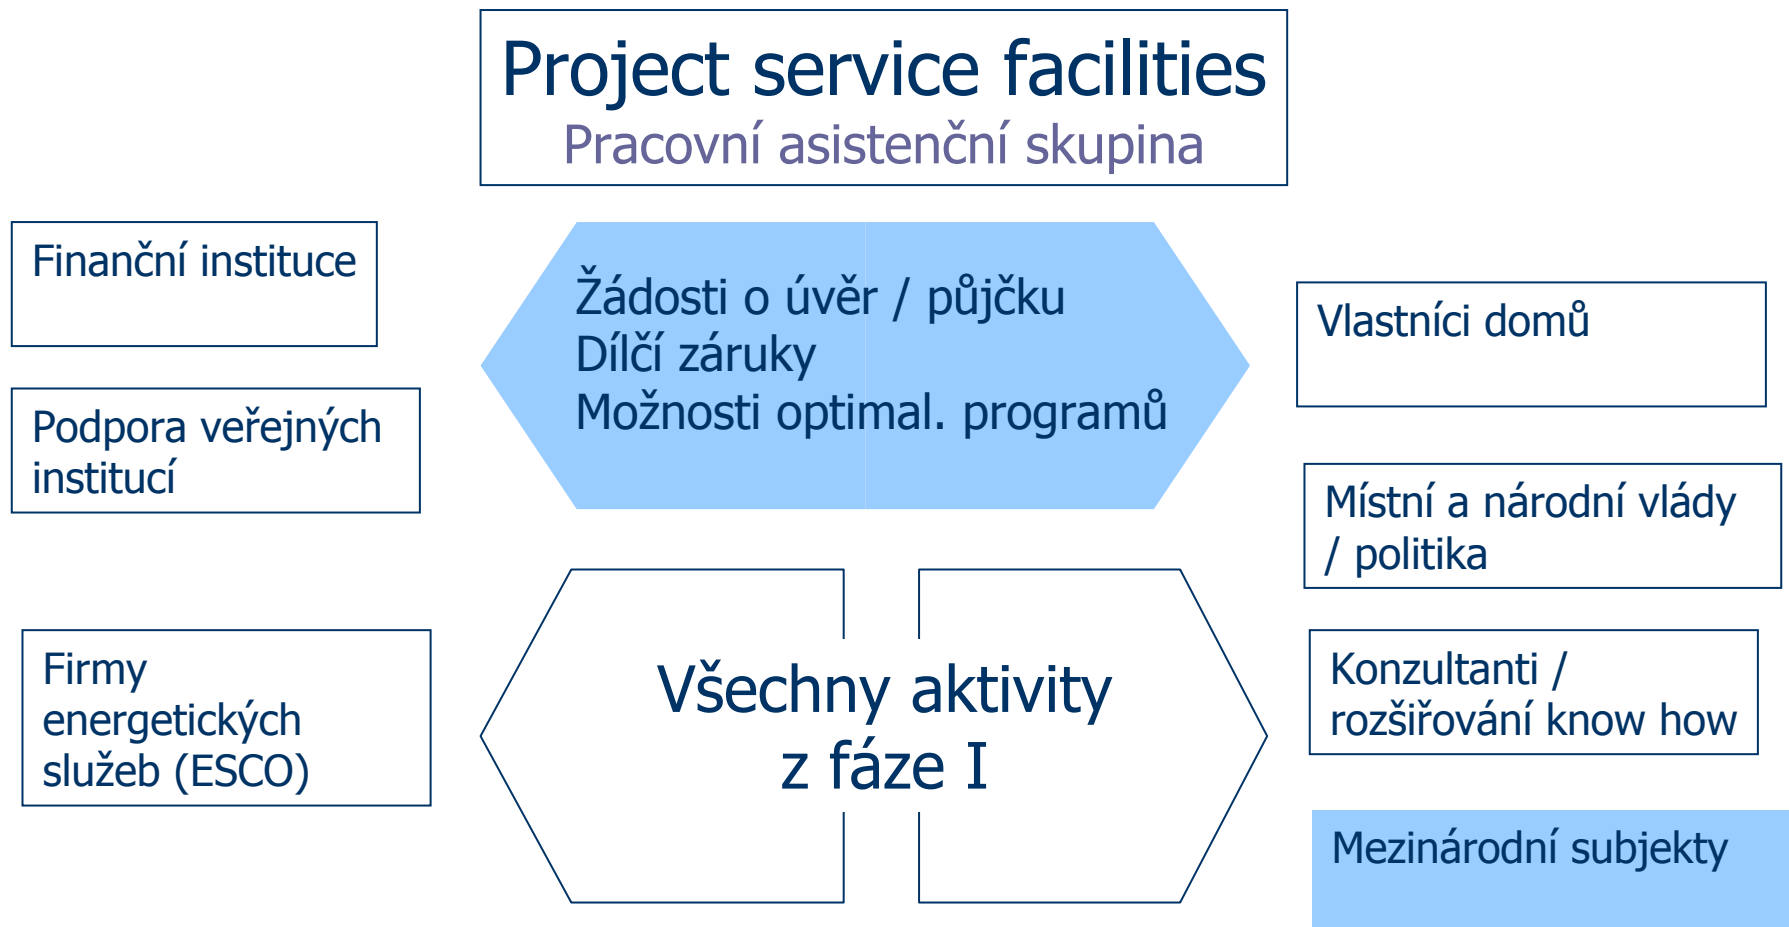 Project service facilities
Pracovní asistenční skupina
Finanční instituce
Podpora veřejných
institucí
Firmy
energetických
služeb (ESCO)
Žádosti o úvěr / půjčku
Dílčí záruky
Možnosti optimal. programů
Všechny aktivity
z fáze I
Vlastníci domů
Místní a národní vlády
/ politika
Konzultanti /
rozšiřování know how
Mezinárodní subjekty